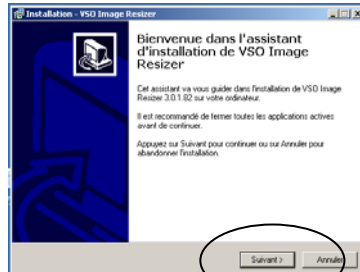 Installation - VSO Image Resizer
Bienvenue dans l'assistant
d'installation de VSO Image
Resizer
Cet assistant va vous guider dans l'installation de VSO Image
Resizer 3.0.1.82 sur votre ordinateur.
Il est recommandé de fermer toutes les applications actives
avant de continuer.
Appuyez sur Suivant pour continuer ou sur Annuler pour
abandonner l'installation.
Suivant > Annuler